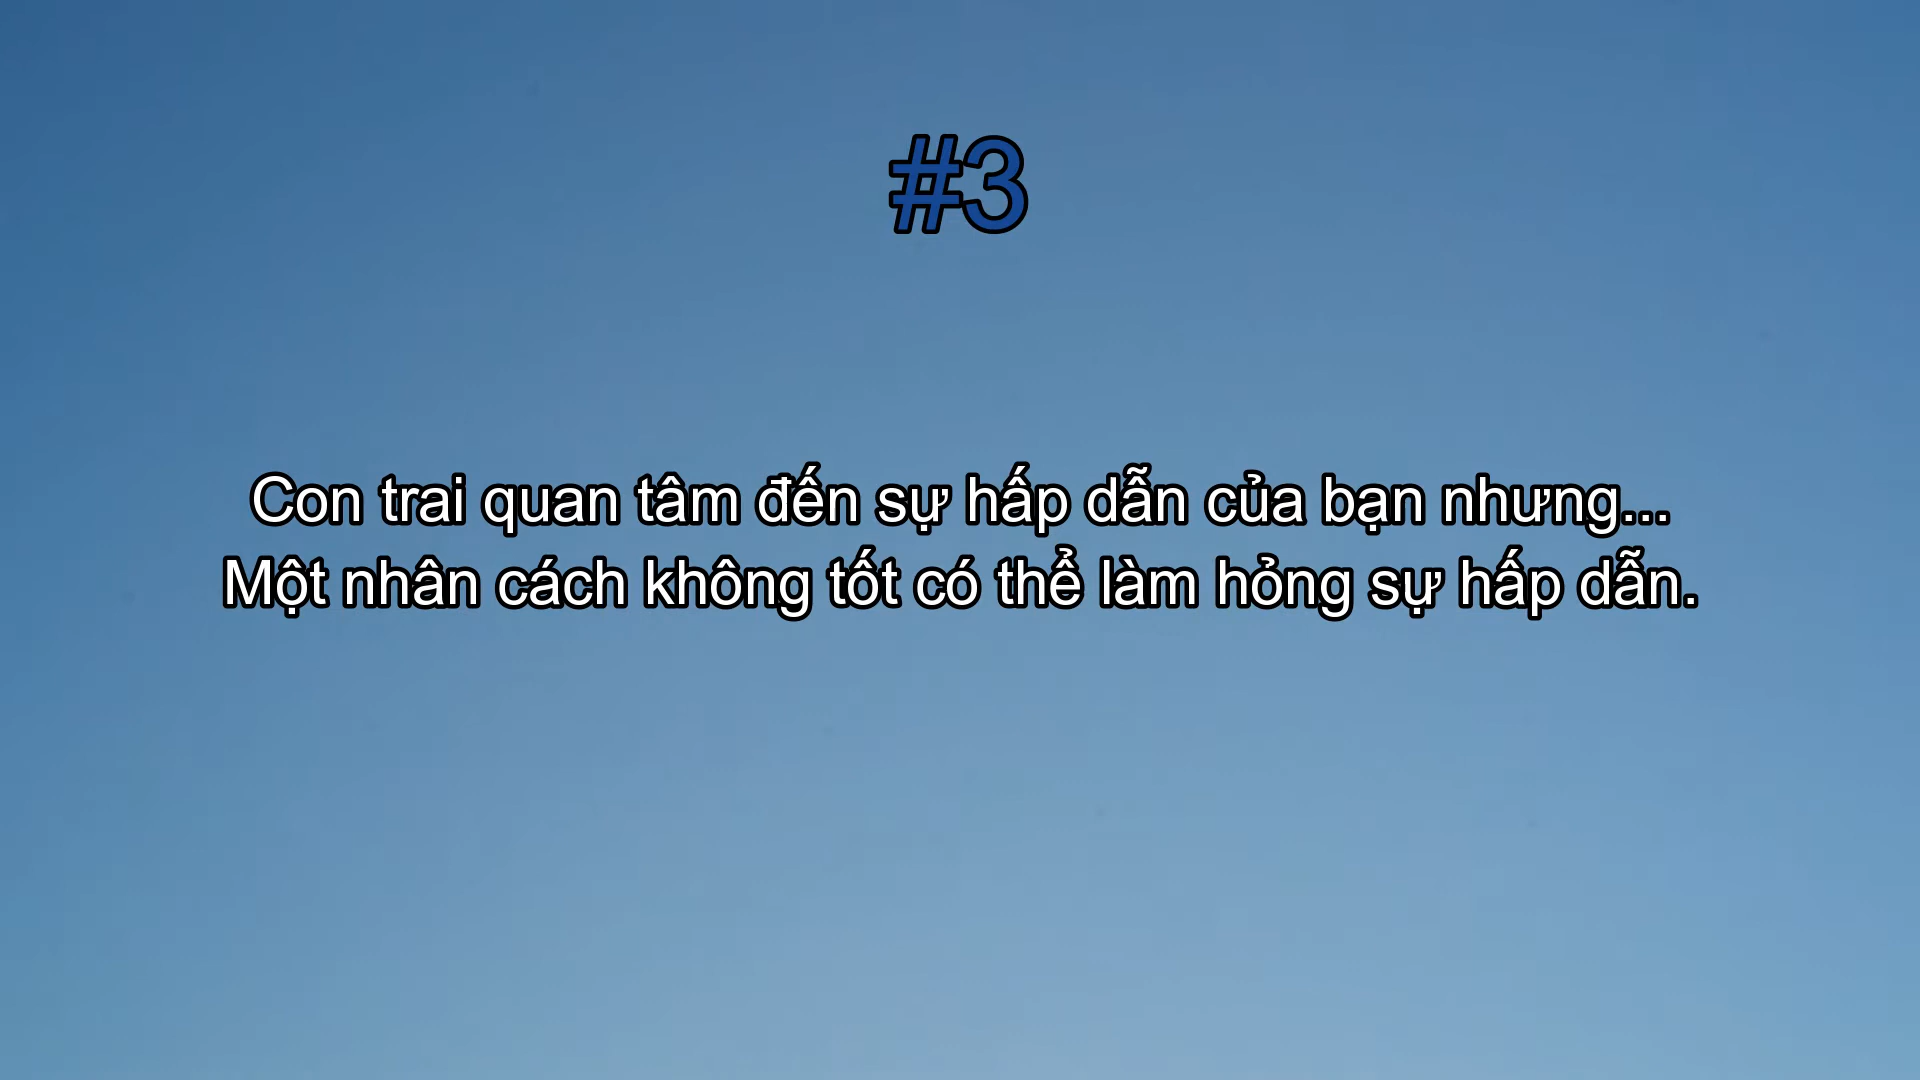 #3
Con trai quan tâm đến sự hấp dẫn của bạn nhưng...
Một nhân cách không tốt có thể làm hỏng sự hấp dẫn.